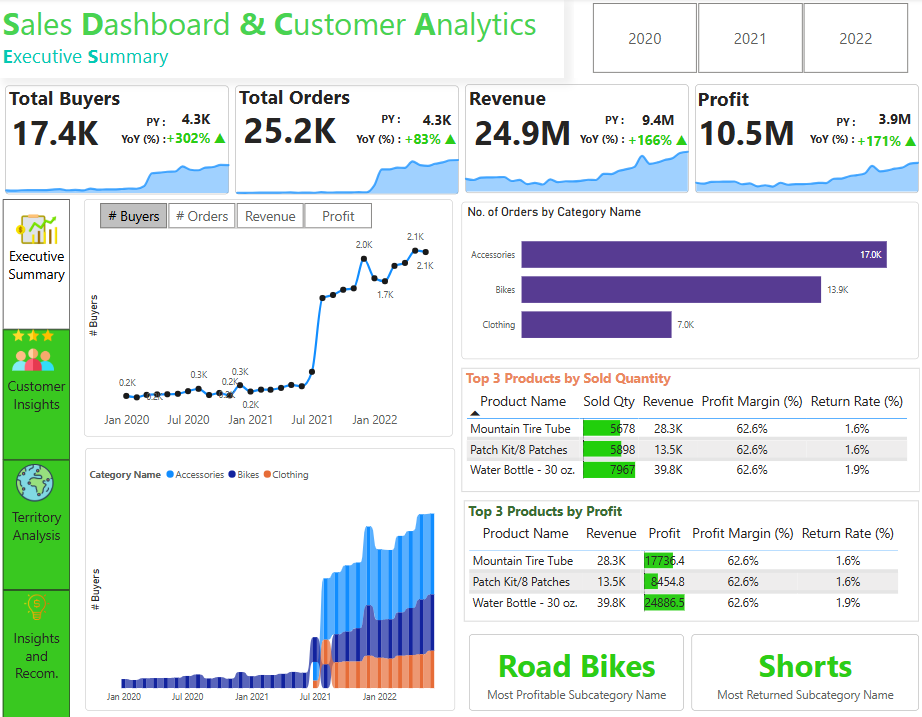 Sales Dashboard & Customer Analytics
Executive Summary
2020 2021 2022
Total Buyers
17.4K
PY : 4.3K
YoY (%) : +302% ▲
Total Orders
25.2K
PY : 4.3K
YoY (%) : +83% ▲
Revenue
24.9M
PY : 9.4M
YoY (%) : +166% ▲
Profit
10.5M
PY : 3.9M
YoY (%) : +171% ▲
Executive
Summary
Customer
Insights
Territory
Analysis
Insights
and
Recom.
# Buyers # Orders Revenue Profit
# Buyers
0.2K
0.2K
0.3K
0.2K
0.3K
0.2K
2.0K
1.7K
2.1K
2.1K
Jan 2020 Jul 2020 Jan 2021 Jul 2021 Jan 2022
No. of Orders by Category Name
Accessories 17.0K
Bikes 13.9K
Clothing 7.0K
Top 3 Products by Sold Quantity
Product Name Sold Qty Revenue Profit Margin (%) Return Rate (%)
Mountain Tire Tube 5678 28.3K 62.6% 1.6%
Patch Kit/8 Patches 5898 13.5K 62.6% 1.6%
Water Bottle - 30 oz. 7967 39.8K 62.6% 1.9%
Category Name Accessories Bikes Clothing
# Buyers
Jan 2020 Jul 2020 Jan 2021 Jul 2021 Jan 2022
Top 3 Products by Profit
Product Name Revenue Profit Profit Margin (%) Return Rate (%)
Mountain Tire Tube 28.3K 17736.4 62.6% 1.6%
Patch Kit/8 Patches 13.5K 8454.8 62.6% 1.6%
Water Bottle - 30 oz. 39.8K 24886.5 62.6% 1.9%
Road Bikes
Most Profitable Subcategory Name
Shorts
Most Returned Subcategory Name